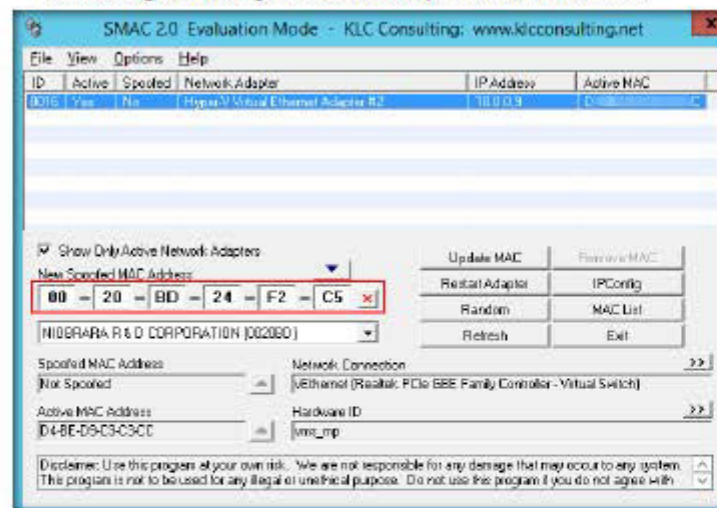 SMAC 2.0 Evaluation Mode - KLC Consulting: www.klcconsulting.net
File View Options Help
ID Active Spoofed Network Adapter IP Address Active MAC
0016 Yes No Hyper-V Virtual Ethernet Adapter #2 10.0.0.9
Show Only Active Network Adapters
New Spoofed MAC Address
00 - 20 - BD - 24 - F2 - C5
NIOBRARA R & D CORPORATION [0020BD]
Update MAC Remove MAC
Restart Adapter IPConfig
Random MAC List
Refresh Exit
Spoofed MAC Address Network Connection >>
Not Spoofed vEthernet (Realtek PCIe GBE Family Controller - Virtual Switch)
Active MAC Address Hardware ID >>
D4-BE-D9-C3-C3-CC vms_mp
Disclaimer: Use this program at your own risk. We are not responsible for any damage that may occur to any system.
This program is not to be used for any illegal or unethical purpose. Do not use this program if you do not agree with